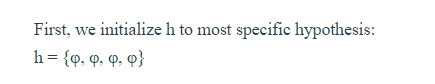 First, we initialize h to most specific hypothesis:
h = {φ, φ, φ, φ}